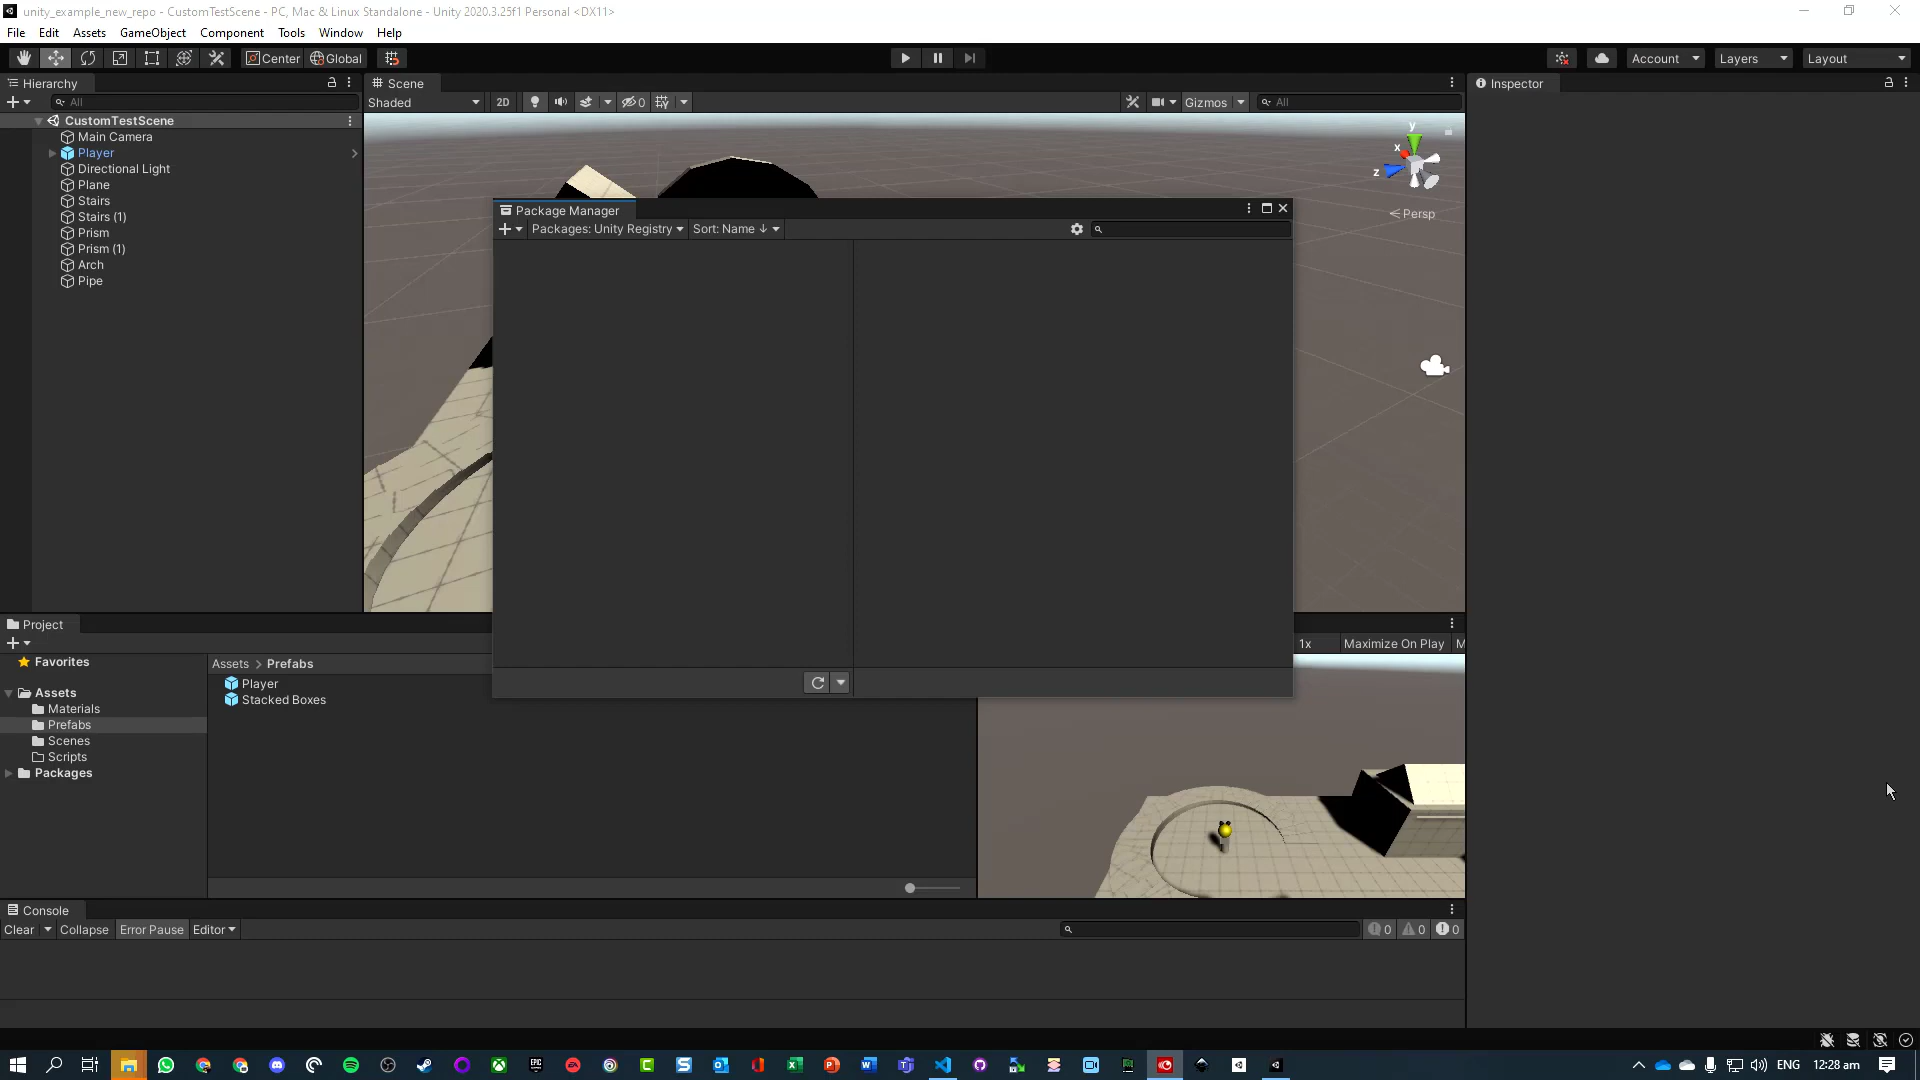 unity_example_new_repo - CustomTestScene - PC, Mac & Linux Standalone - Unity 2020.3.25f1 Personal <DX11>
File Edit Assets GameObject Component Tools Window Help
Center Global Account Layers Layout
Hierarchy
All
CustomTestScene
Main Camera
Player
Directional Light
Plane
Stairs
Stairs (1)
Prism
Prism (1)
Arch
Pipe
Scene
Shaded 2D 0 Gizmos All
y
x
z
Persp
Package Manager
Packages: Unity Registry Sort: Name ↓
Inspector
Project
Favorites
Assets
Materials
Prefabs
Scenes
Scripts
Packages
Assets > Prefabs
Player
Stacked Boxes
1x Maximize On Play M
Console
Clear Collapse Error Pause Editor 0 0 0
ENG 12:28 am